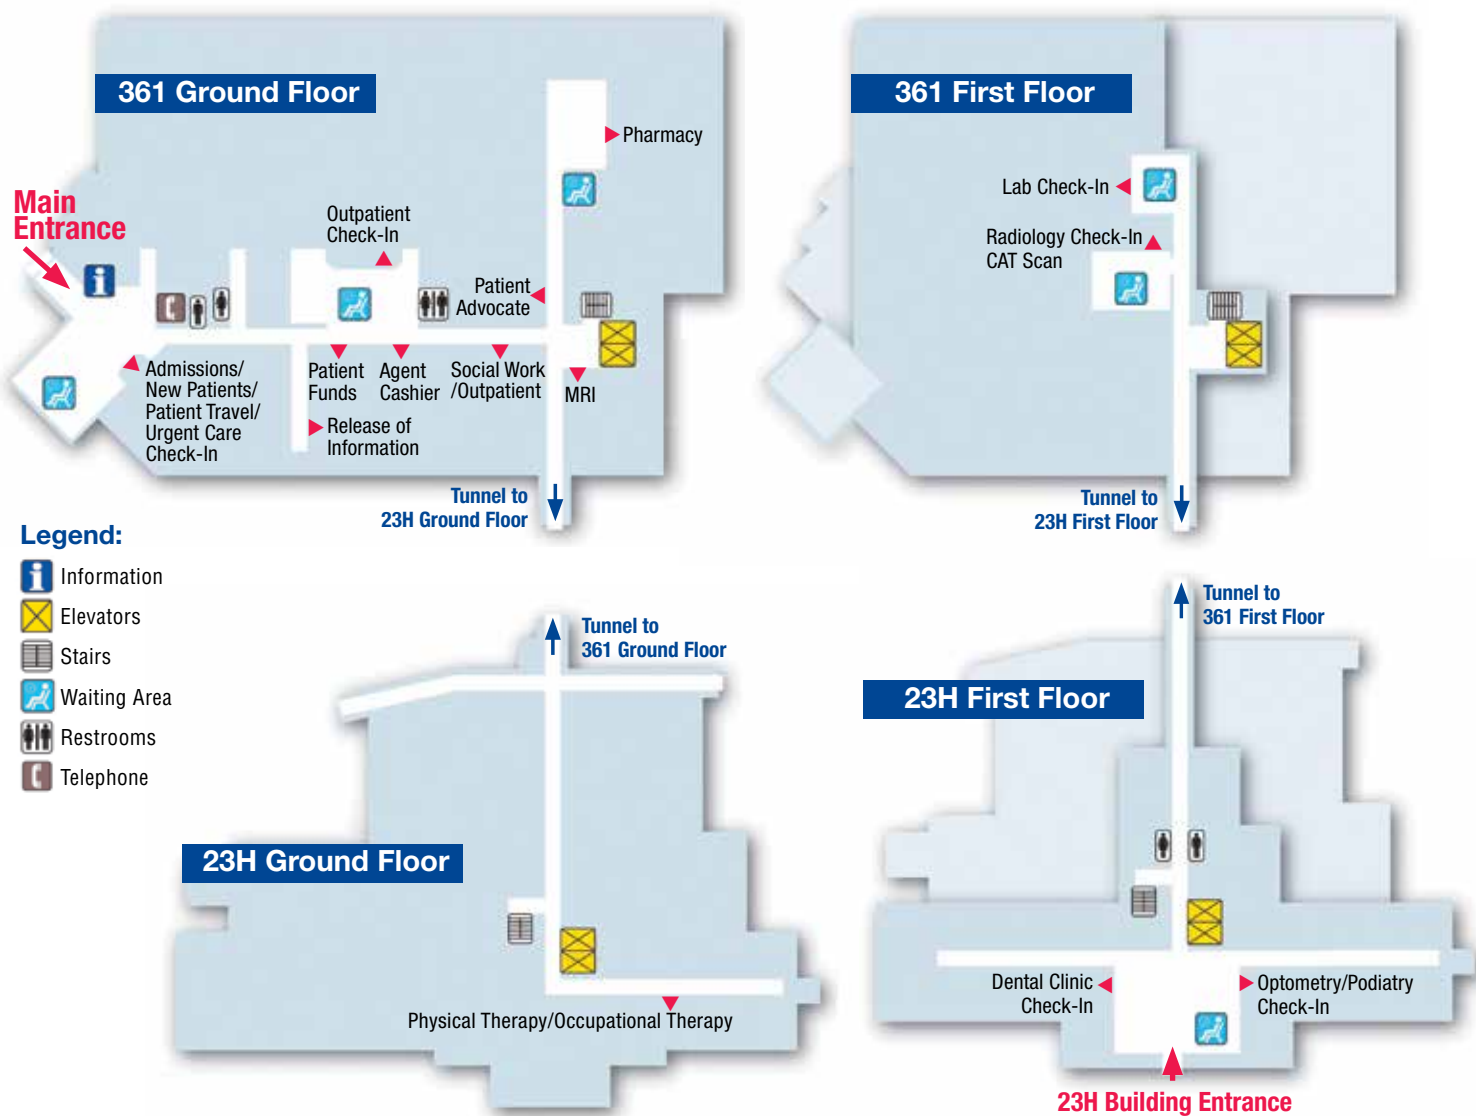 361 Ground Floor
Pharmacy
Main
Entrance
Outpatient
Check-In
Patient
Advocate
Admissions/
New Patients/
Patient Travel/
Urgent Care
Check-In
Patient
Funds
Agent
Cashier
Social Work
/Outpatient
MRI
Release of
Information
Tunnel to
23H Ground Floor
361 First Floor
Lab Check-In
Radiology Check-In
CAT Scan
Tunnel to
23H First Floor
Legend:
Information
Elevators
Stairs
Waiting Area
Restrooms
Telephone
Tunnel to
361 Ground Floor
23H Ground Floor
Physical Therapy/Occupational Therapy
Tunnel to
361 First Floor
23H First Floor
Dental Clinic
Check-In
Optometry/Podiatry
Check-In
23H Building Entrance